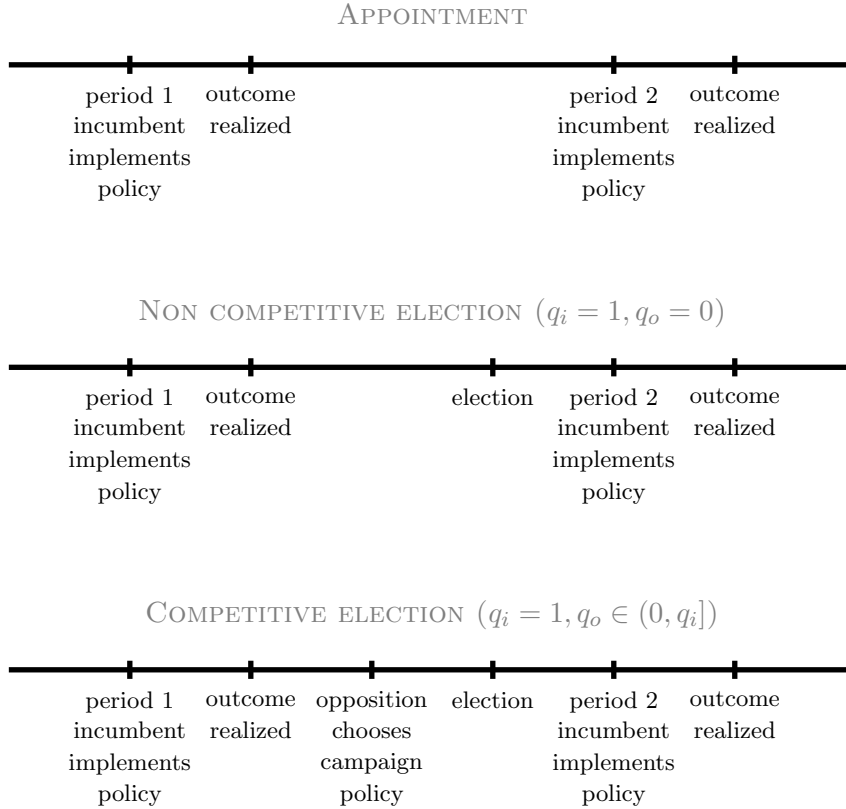 APPOINTMENT
period 1 outcome period 2 outcome
incumbent realized incumbent realized
implements implements
policy policy
NON COMPETITIVE ELECTION (q_i = 1, q_o = 0)
period 1 outcome election period 2 outcome
incumbent realized incumbent realized
implements implements
policy policy
COMPETITIVE ELECTION (q_i = 1, q_o ∈ (0, q_i])
period 1 outcome opposition election period 2 outcome
incumbent realized chooses incumbent realized
implements campaign implements
policy policy policy